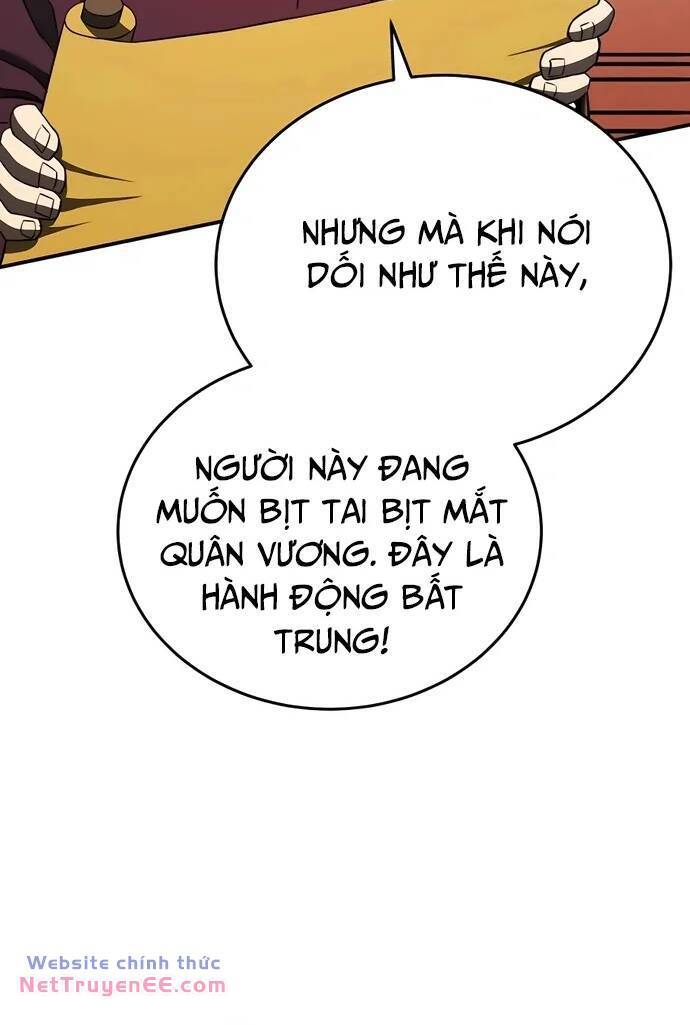 NHƯNG MÀ KHI NÓI
DỐI NHƯ THẾ NÀY,
NGƯỜI NÀY ĐANG
MUỐN BỊT TAI BỊT MẮT
QUÂN VƯƠNG. ĐÂY LÀ
HÀNH ĐỘNG BẤT
TRUNG!
Website chính thức
NetTruyenEE.com